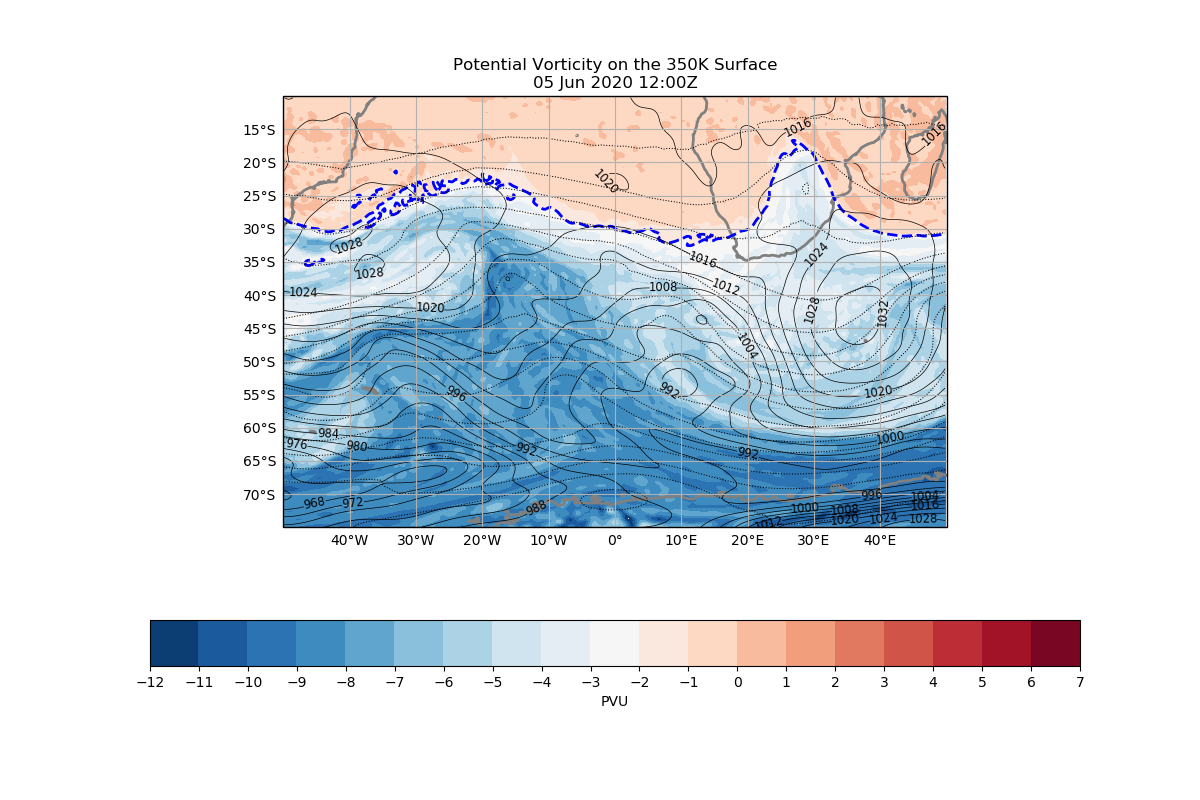 Potential Vorticity on the 350K Surface
05 Jun 2020 12:00Z
15°S
20°S
25°S
30°S
35°S
40°S
45°S
50°S
55°S
60°S
65°S
70°S
1016
1016
1020
1028
1028
1024
1020
1016
1012
1008
1004
1024
1028
1032
1020
1000
996
992
992
992
984
976
980
968
972
988
996
1004
1000
1008
1016
1012
1020
1024
1028
40°W
30°W
20°W
10°W
0°
10°E
20°E
30°E
40°E
−12
−11
−10
−9
−8
−7
−6
−5
−4
−3
−2
−1
0
1
2
3
4
5
6
7
PVU